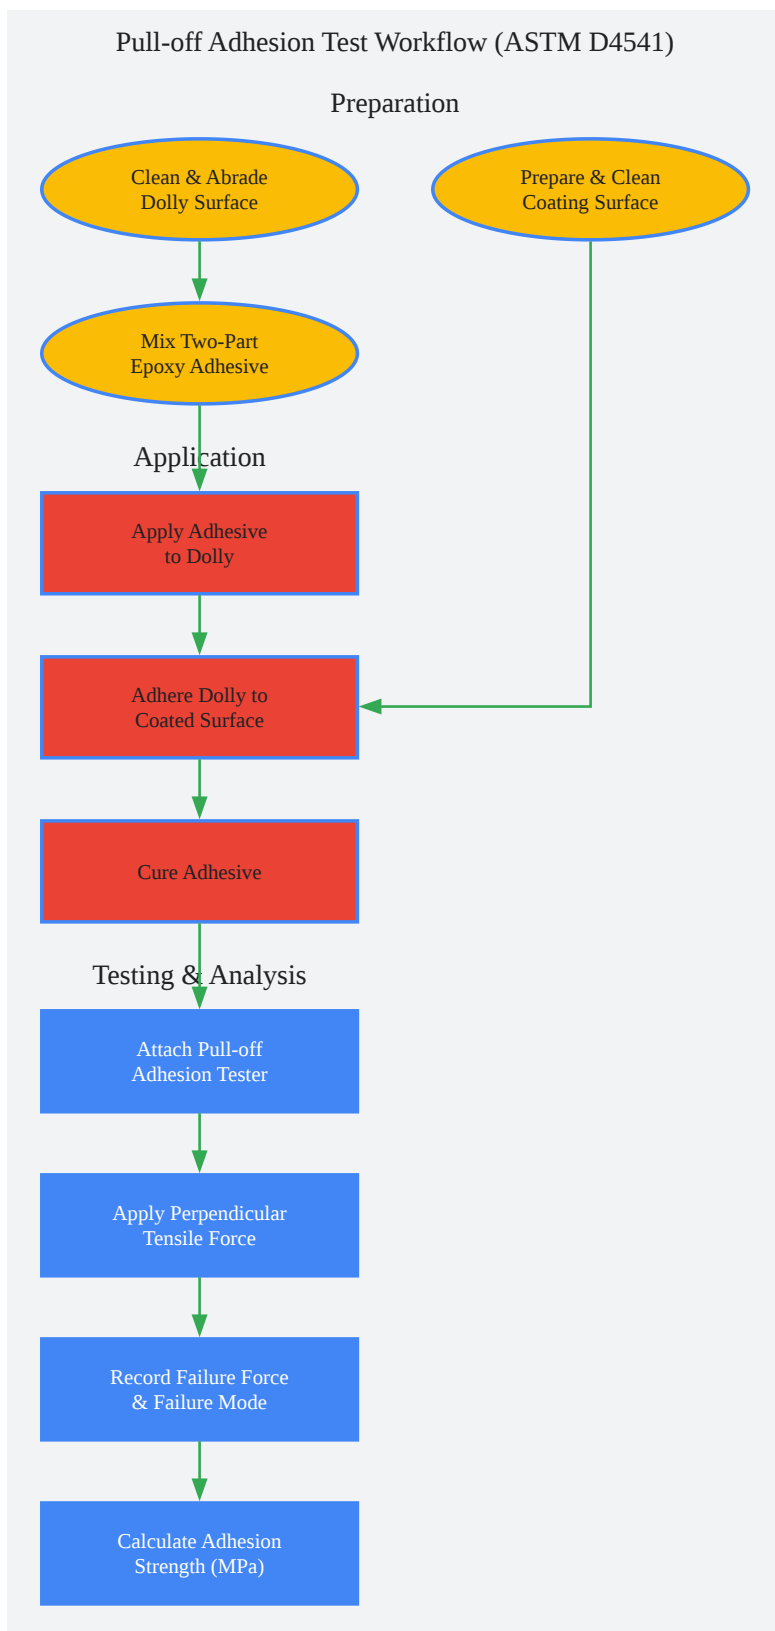 Pull-off Adhesion Test Workflow (ASTM D4541)
Preparation
Clean & Abrade
Dolly Surface
Prepare & Clean
Coating Surface
Mix Two-Part
Epoxy Adhesive
Application
Apply Adhesive
to Dolly
Adhere Dolly to
Coated Surface
Cure Adhesive
Testing & Analysis
Attach Pull-off
Adhesion Tester
Apply Perpendicular
Tensile Force
Record Failure Force
& Failure Mode
Calculate Adhesion
Strength (MPa)